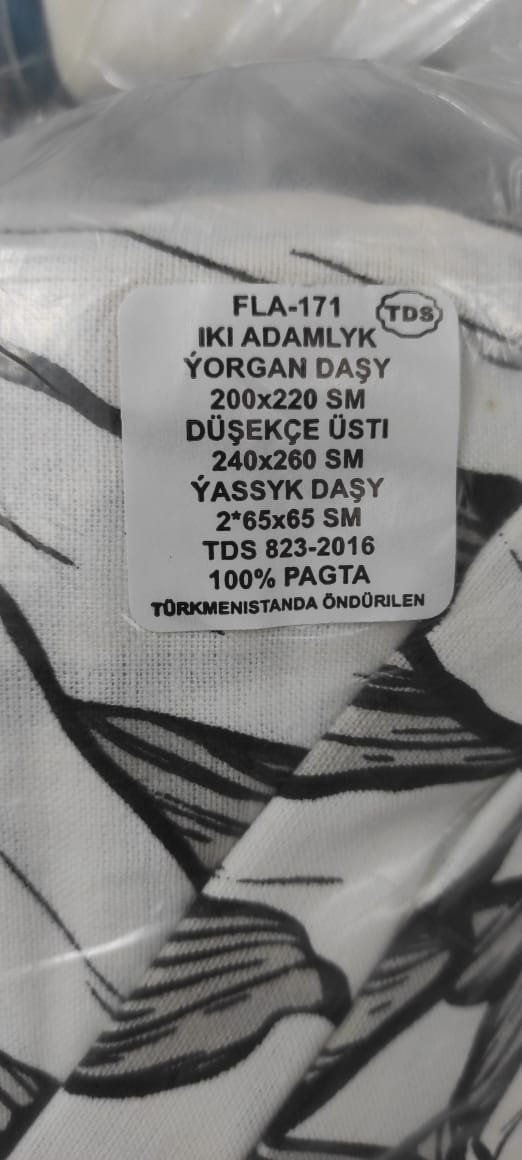 FLA-171
TDS
IKI ADAMLYK
ÝORGAN DAŞY
200x220 SM
DÜŞEKÇE ÜSTI
240x260 SM
ÝASSYK DAŞY
2*65x65 SM
TDS 823-2016
100% PAGTA
TÜRKMENISTANDA ÖNDÜRILEN